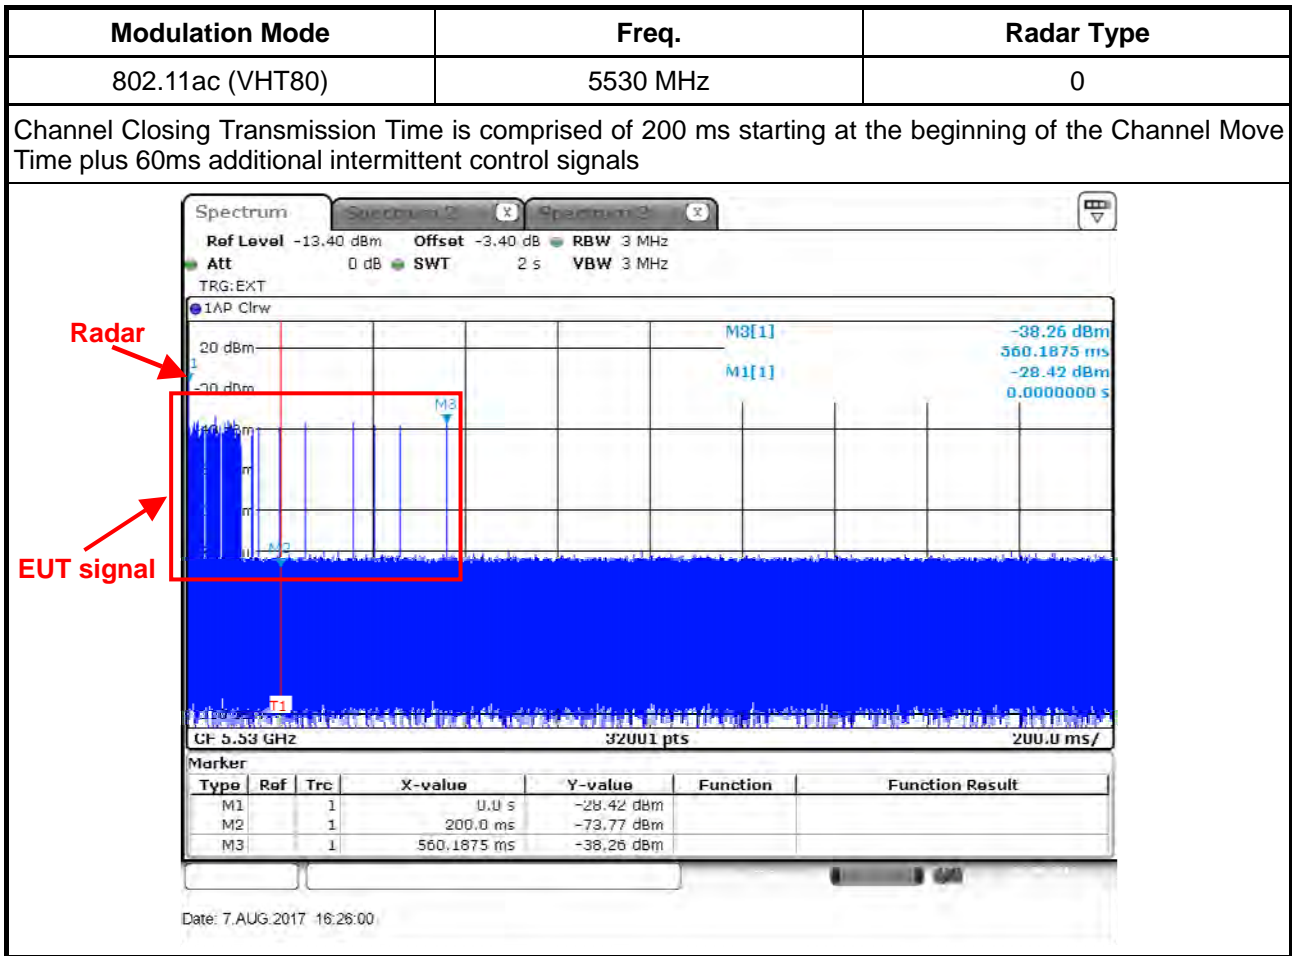 Modulation Mode Freq. Radar Type
802.11ac (VHT80) 5530 MHz 0
Channel Closing Transmission Time is comprised of 200 ms starting at the beginning of the Channel Move
Time plus 60ms additional intermittent control signals
Spectrum Spectrum 2 X Spectrum 3 X
Ref Level -13.40 dBm Offset -3.40 dB RBW 3 MHz
Att 0 dB SWT 2 s VBW 3 MHz
TRG:EXT
1AP Clrw
Radar
M3[1] -38.26 dBm
20 dBm 560.1875 ms
1
M1[1] -28.42 dBm
0.0000000 s
M3
EUT signal
M2
T1
CF 5.53 GHz 32001 pts 200.0 ms/
Marker
Type Ref Trc X-value Y-value Function Function Result
M1 1 0.0 s -28.42 dBm
M2 1 200.0 ms -73.77 dBm
M3 1 560.1875 ms -38.26 dBm
Date: 7.AUG.2017 16:26:00